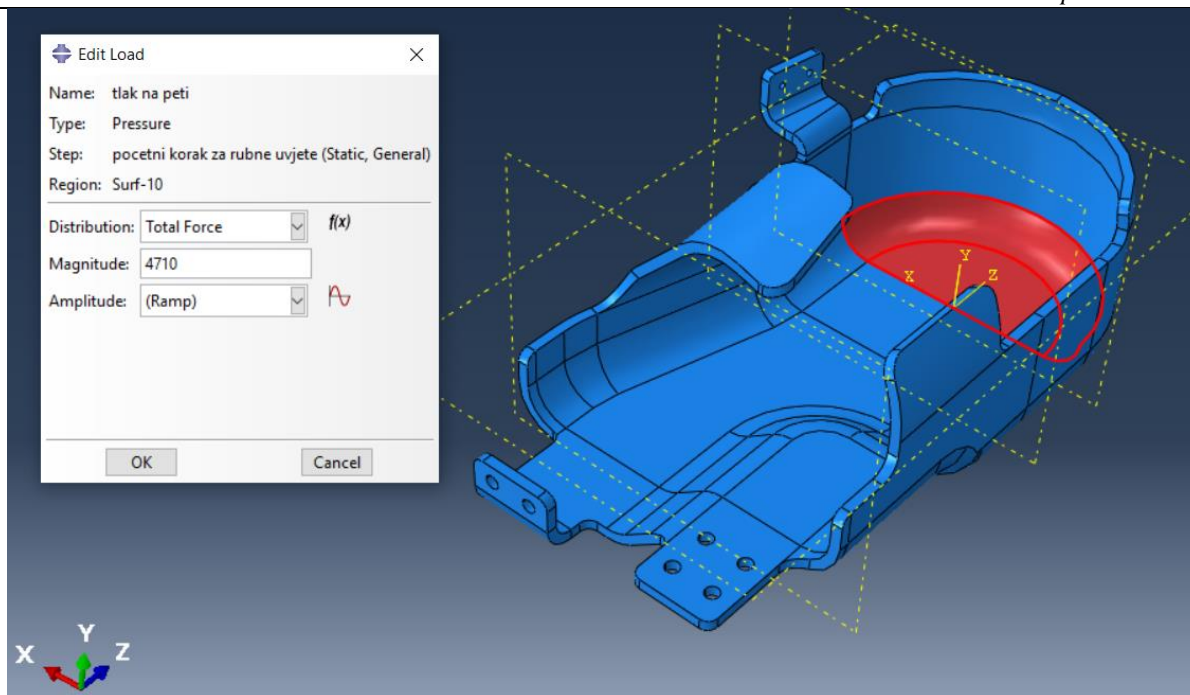 Edit Load
Name: tlak na peti
Type: Pressure
Step: pocetni korak za rubne uvjete (Static, General)
Region: Surf-10
Distribution: Total Force f(x)
Magnitude: 4710
Amplitude: (Ramp)
OK Cancel
X Y Z
X Y Z